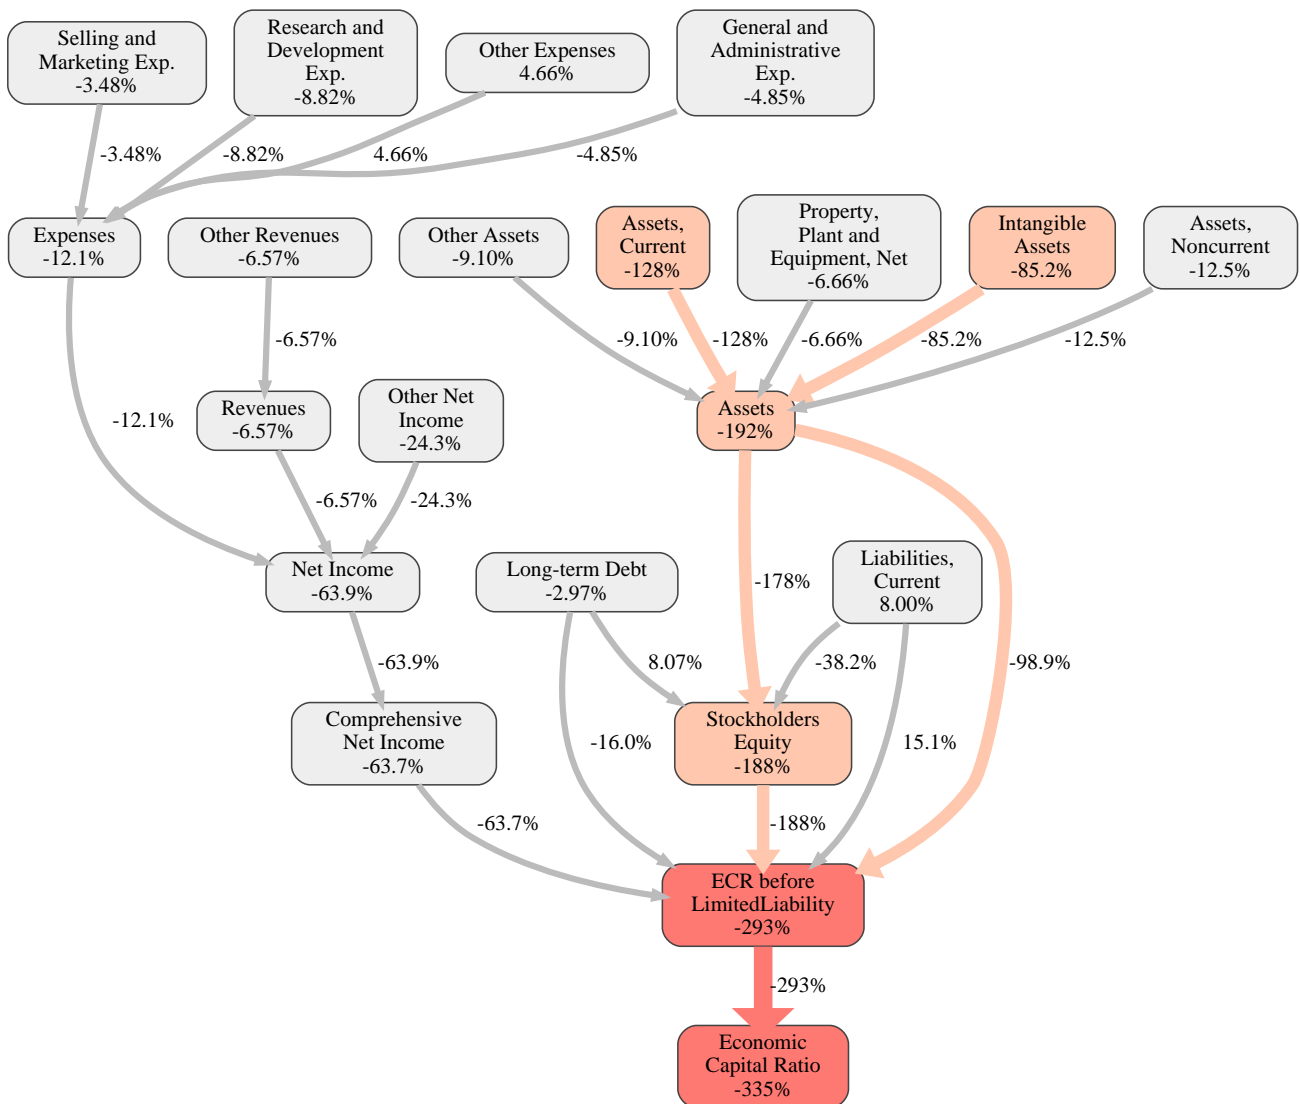 Selling and
Marketing Exp.
-3.48%
Research and
Development
Exp.
-8.82%
Other Expenses
4.66%
General and
Administrative
Exp.
-4.85%
-3.48%
-8.82%
4.66%
-4.85%
Expenses
-12.1%
Other Revenues
-6.57%
Other Assets
-9.10%
Assets,
Current
-128%
Property,
Plant and
Equipment, Net
-6.66%
Intangible
Assets
-85.2%
Assets,
Noncurrent
-12.5%
-6.57%
-9.10%
-128%
-6.66%
-85.2%
-12.5%
-12.1%
Revenues
-6.57%
Other Net
Income
-24.3%
Assets
-192%
-6.57%
-24.3%
Net Income
-63.9%
Long-term Debt
-2.97%
-178%
Liabilities,
Current
8.00%
-63.9%
8.07%
-38.2%
-98.9%
Comprehensive
Net Income
-63.7%
-16.0%
Stockholders
Equity
-188%
15.1%
-63.7%
-188%
ECR before
LimitedLiability
-293%
-293%
Economic
Capital Ratio
-335%